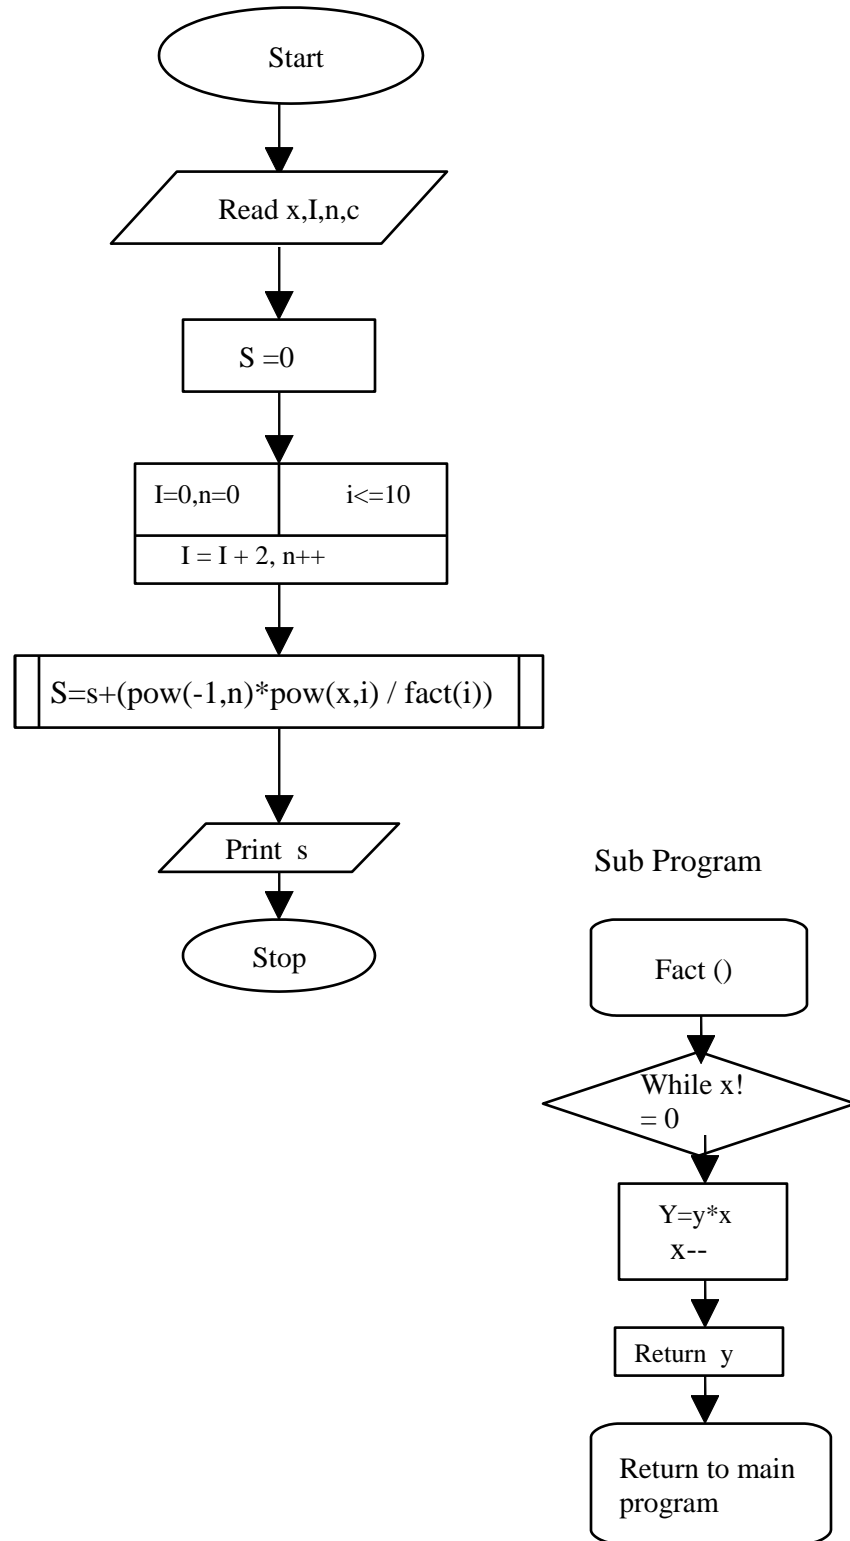 Start
Read x,I,n,c
S =0
I=0,n=0
i<=10
I = I + 2, n++
S=s+(pow(-1,n)*pow(x,i) / fact(i))
Print s
Stop
Sub Program
Fact ()
While x!
= 0
Y=y*x
x--
Return y
Return to main
program